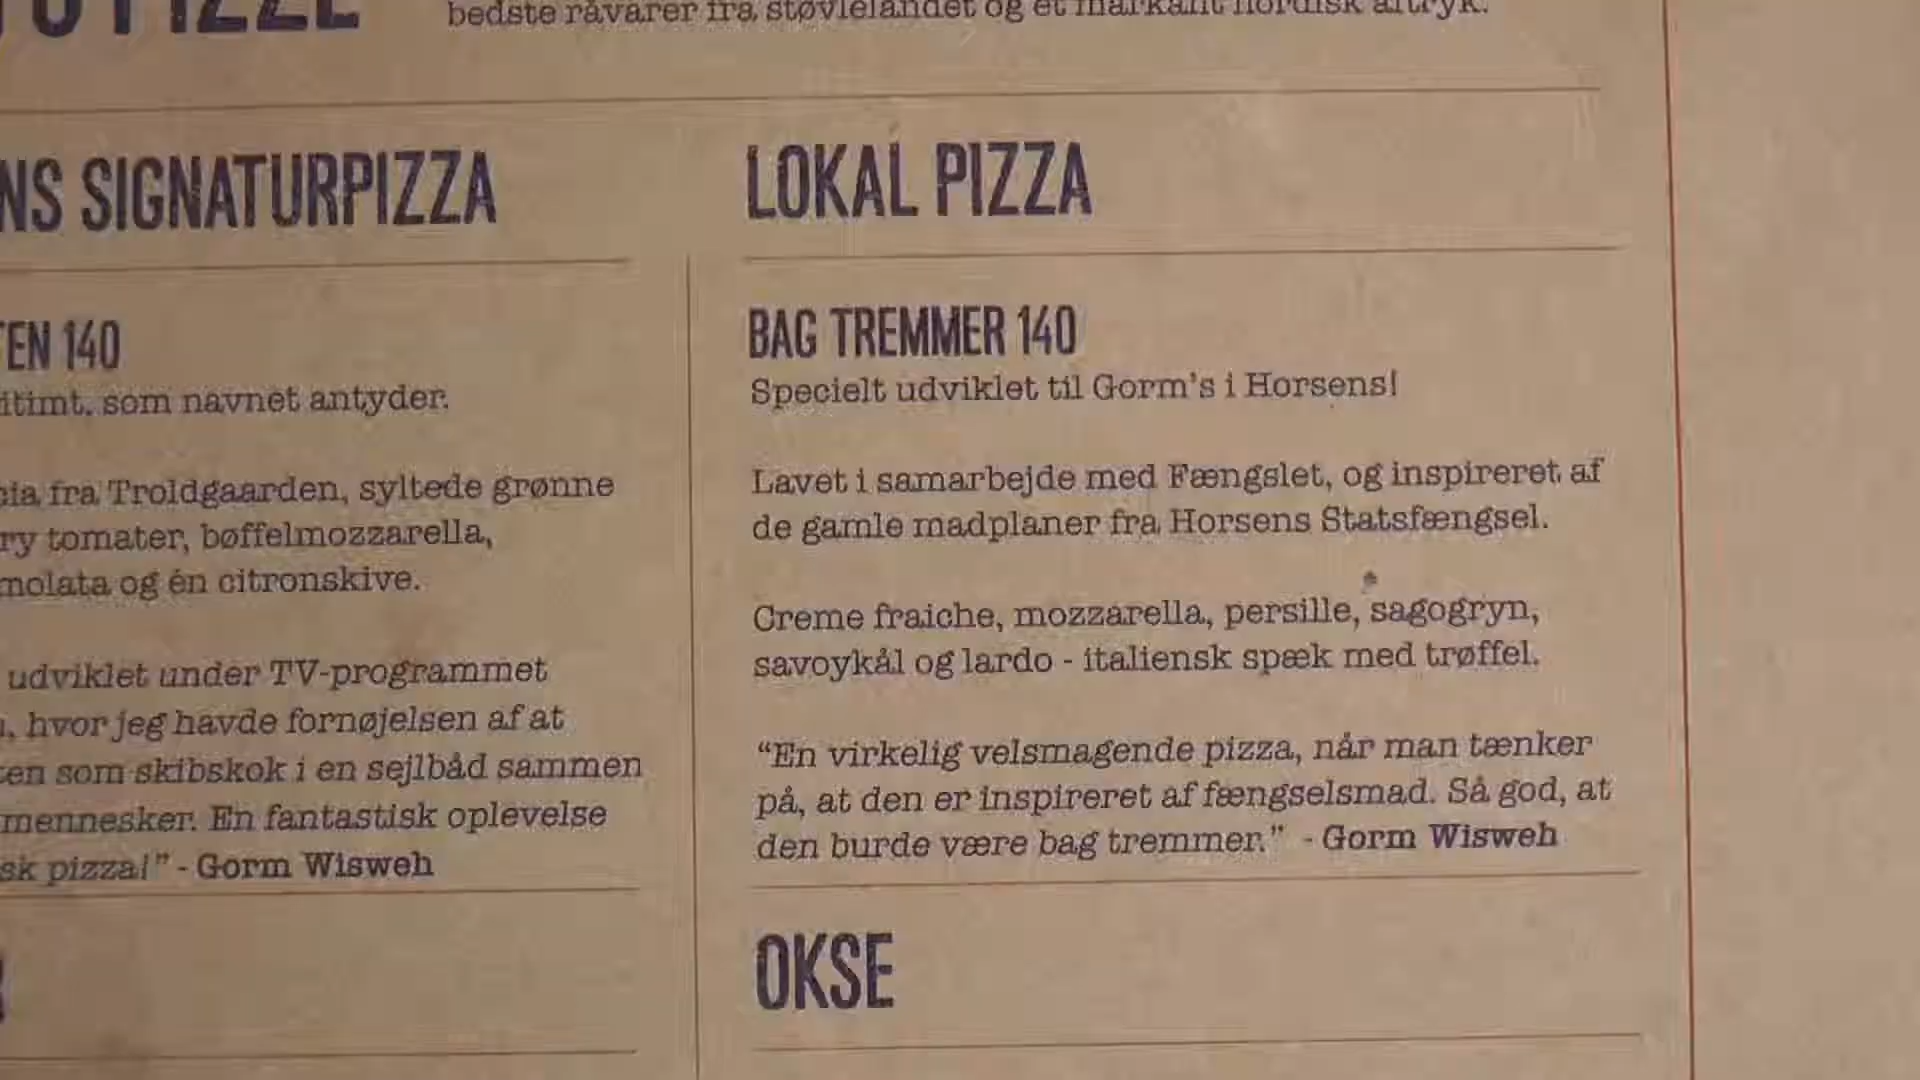 PIZZE
bedste råvarer fra støvlelandet og et markant nordisk aftryk.
NS SIGNATURPIZZA
EN 140
itimt, som navnet antyder.
cia fra Troldgaarden, syltede grønne
ry tomater, bøffelmozzarella,
molata og én citronskive.
udviklet under TV-programmet
, hvor jeg havde fornøjelsen af at
ten som skibskok i en sejlbåd sammen
mennesker. En fantastisk oplevelse
sk pizza!” - Gorm Wisweh
LOKAL PIZZA
BAG TREMMER 140
Specielt udviklet til Gorm’s i Horsens!
Lavet i samarbejde med Fængslet, og inspireret af
de gamle madplaner fra Horsens Statsfængsel.
Creme fraiche, mozzarella, persille, sagogryn,
savoykål og lardo - italiensk spæk med trøffel.
“En virkelig velsmagende pizza, når man tænker
på, at den er inspireret af fængselsmad. Så god, at
den burde være bag tremmer.” - Gorm Wisweh
OKSE